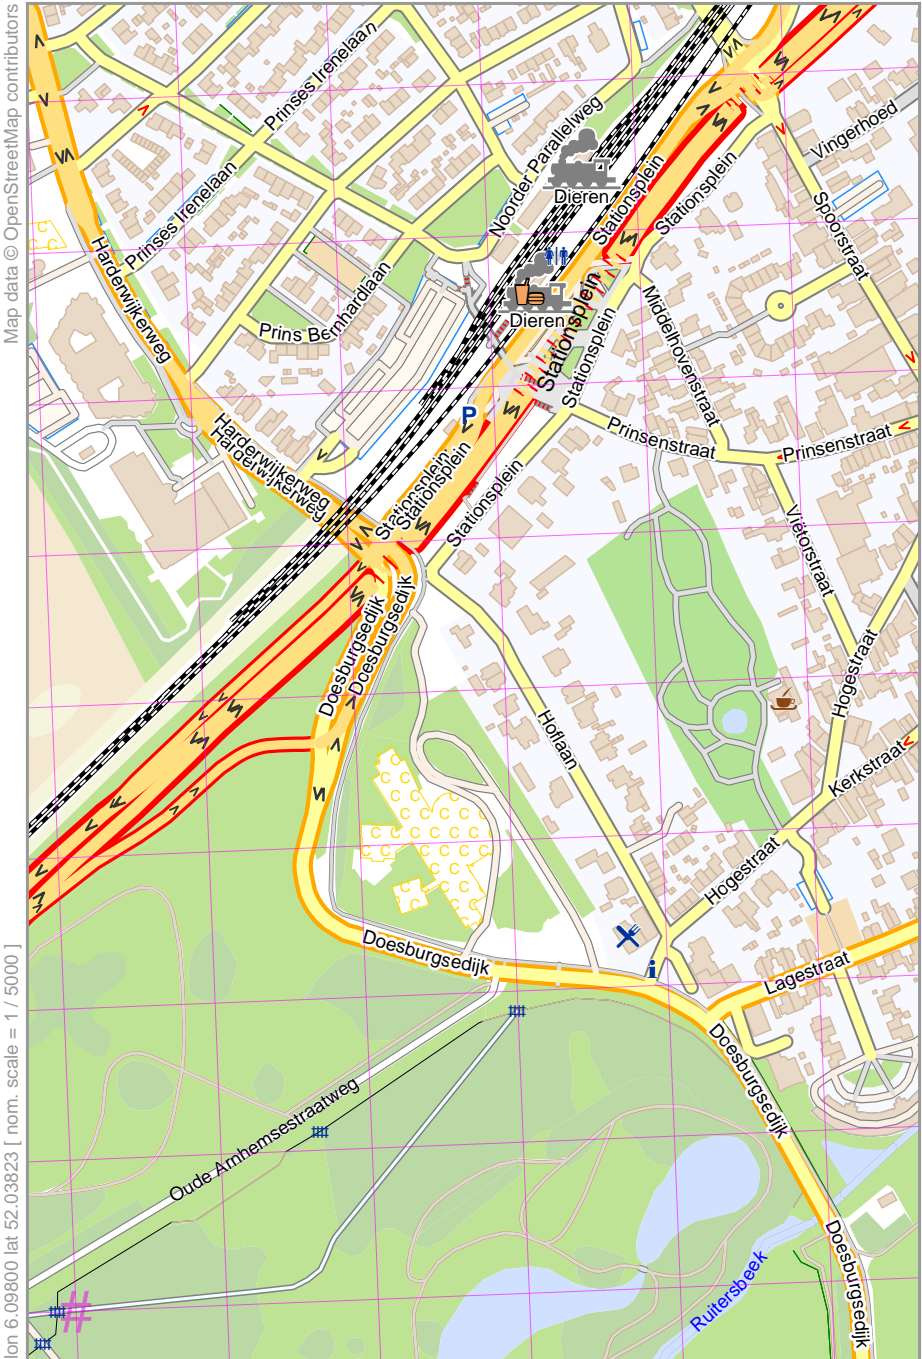 Map data © OpenStreetMap contributors
lon 6.09800 lat 52.03823 [ nom. scale = 1 / 5000 ]
Prinses Irenelaan
Noorder Parallelweg
Vingerhoed
Prinses Irenelaan
Dieren
Stationsplein
Stationsplein
Spoorstraat
Harderwijkerweg
Prins Bernhardlaan
Dieren
Stationsplein
Stationsplein
Middelhovenstraat
P
Prinsenstraat
Prinsenstraat
Harderwijkerweg
Harderwijkerweg
Stationsplein
Stationsplein
Stationsplein
Viëtorstraat
Doesburgsedijk
Doesburgsedijk
Hogestraat
Hoflaan
Kerkstraat
Hogestraat
Doesburgsedijk
i
Lagestraat
Doesburgsedijk
Oude Arnhemsestraatweg
Ruitersbeek
Doesburgsedijk
#